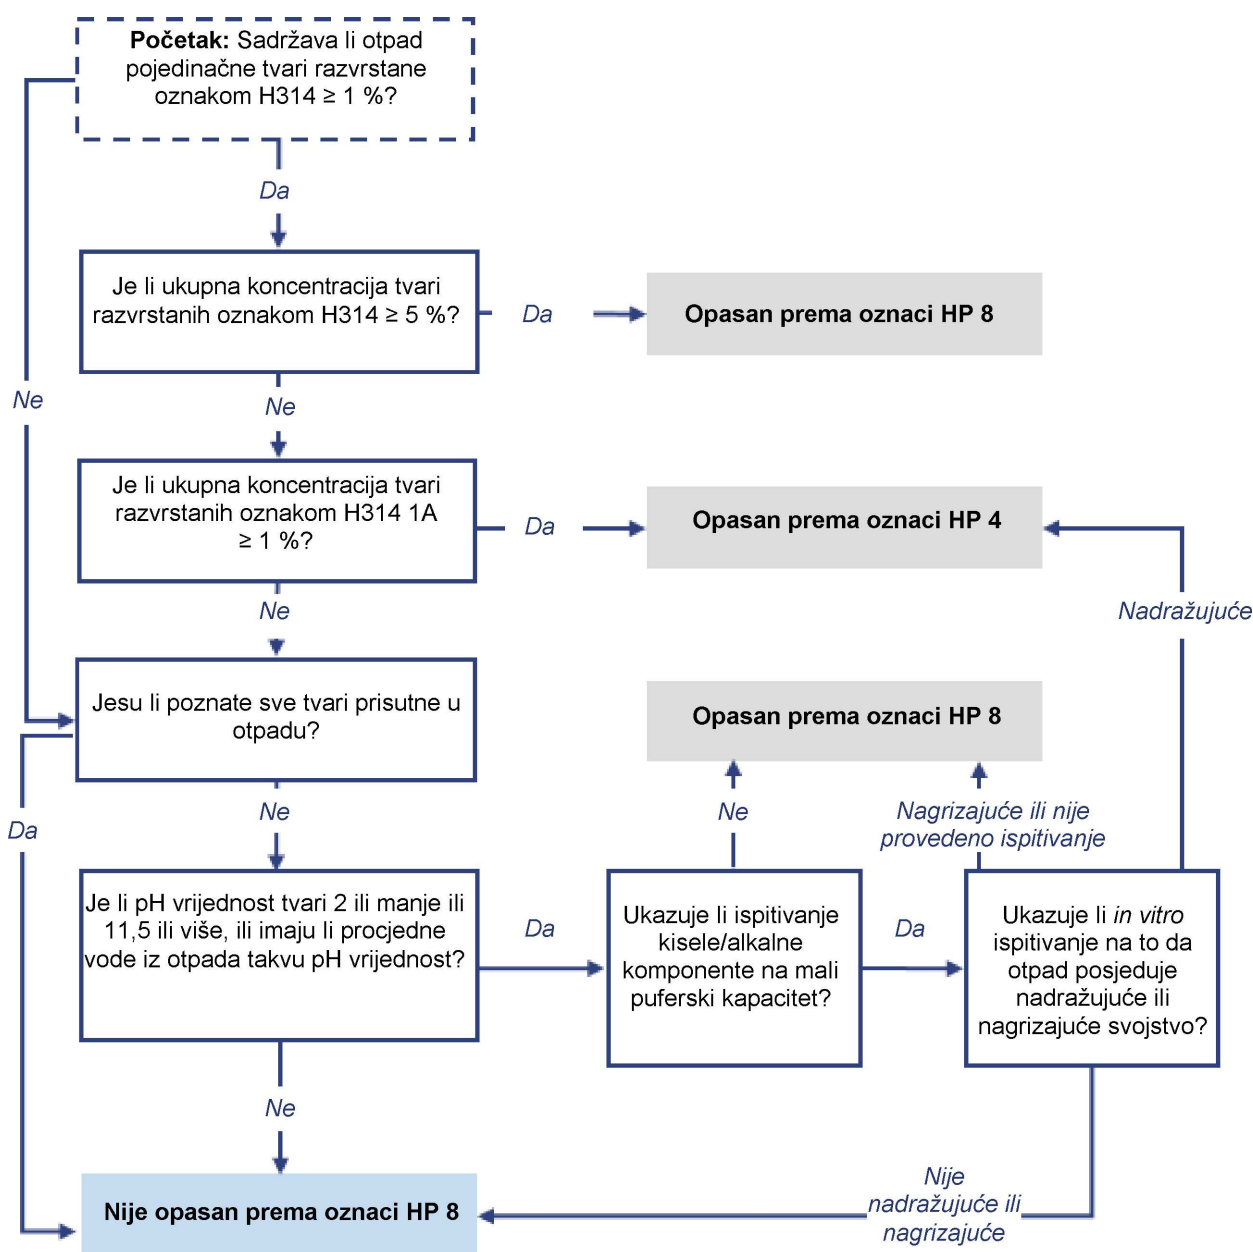 Početak: Sadržava li otpad
pojedinačne tvari razvrstane
oznakom H314 ≥ 1 %?
Da
Je li ukupna koncentracija tvari
razvrstanih oznakom H314 ≥ 5 %?
Da
Opasan prema oznaci HP 8
Ne
Ne
Je li ukupna koncentracija tvari
razvrstanih oznakom H314 1A
≥ 1 %?
Da
Opasan prema oznaci HP 4
Ne
Nadražujuće
Jesu li poznate sve tvari prisutne u
otpadu?
Opasan prema oznaci HP 8
Da
Ne
Ne
Nagrizajuće ili nije
provedeno ispitivanje
Je li pH vrijednost tvari 2 ili manje ili
11,5 ili više, ili imaju li procjedne
vode iz otpada takvu pH vrijednost?
Da
Ukazuje li ispitivanje
kisele/alkalne
komponente na mali
puferski kapacitet?
Da
Ukazuje li in vitro
ispitivanje na to da
otpad posjeduje
nadražujuće ili
nagrizajuće svojstvo?
Ne
Nije opasan prema oznaci HP 8
Nije
nadražujuće ili
nagrizajuće